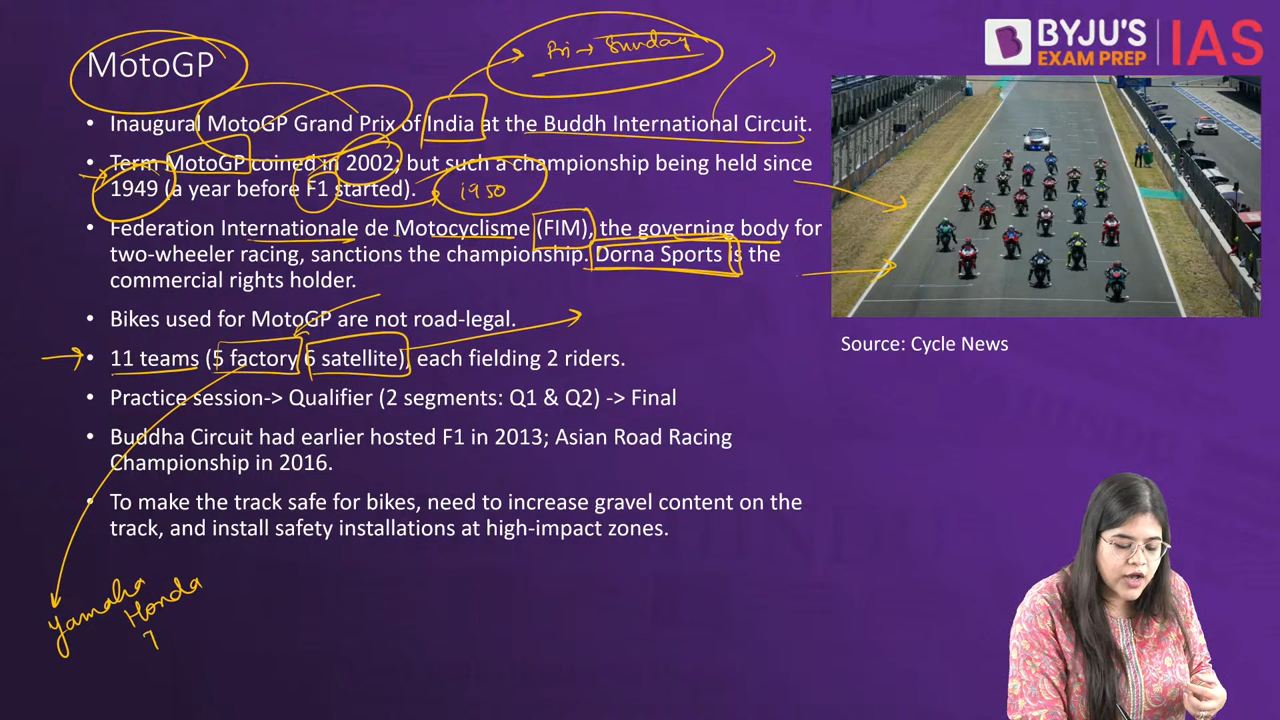 MotoGP
Fri → Sunday
BYJU'S
EXAM PREP
IAS
• Inaugural MotoGP Grand Prix of India at the Buddh International Circuit.
• Term MotoGP coined in 2002; but such a championship being held since
1949 (a year before F1 started).
1950
• Federation Internationale de Motocyclisme (FIM), the governing body for
two-wheeler racing, sanctions the championship. Dorna Sports is the
commercial rights holder.
• Bikes used for MotoGP are not road-legal.
• 11 teams (5 factory 6 satellite), each fielding 2 riders.
• Practice session-> Qualifier (2 segments: Q1 & Q2) -> Final
• Buddha Circuit had earlier hosted F1 in 2013; Asian Road Racing
Championship in 2016.
• To make the track safe for bikes, need to increase gravel content on the
track, and install safety installations at high-impact zones.
Source: Cycle News
Yamaha
Honda